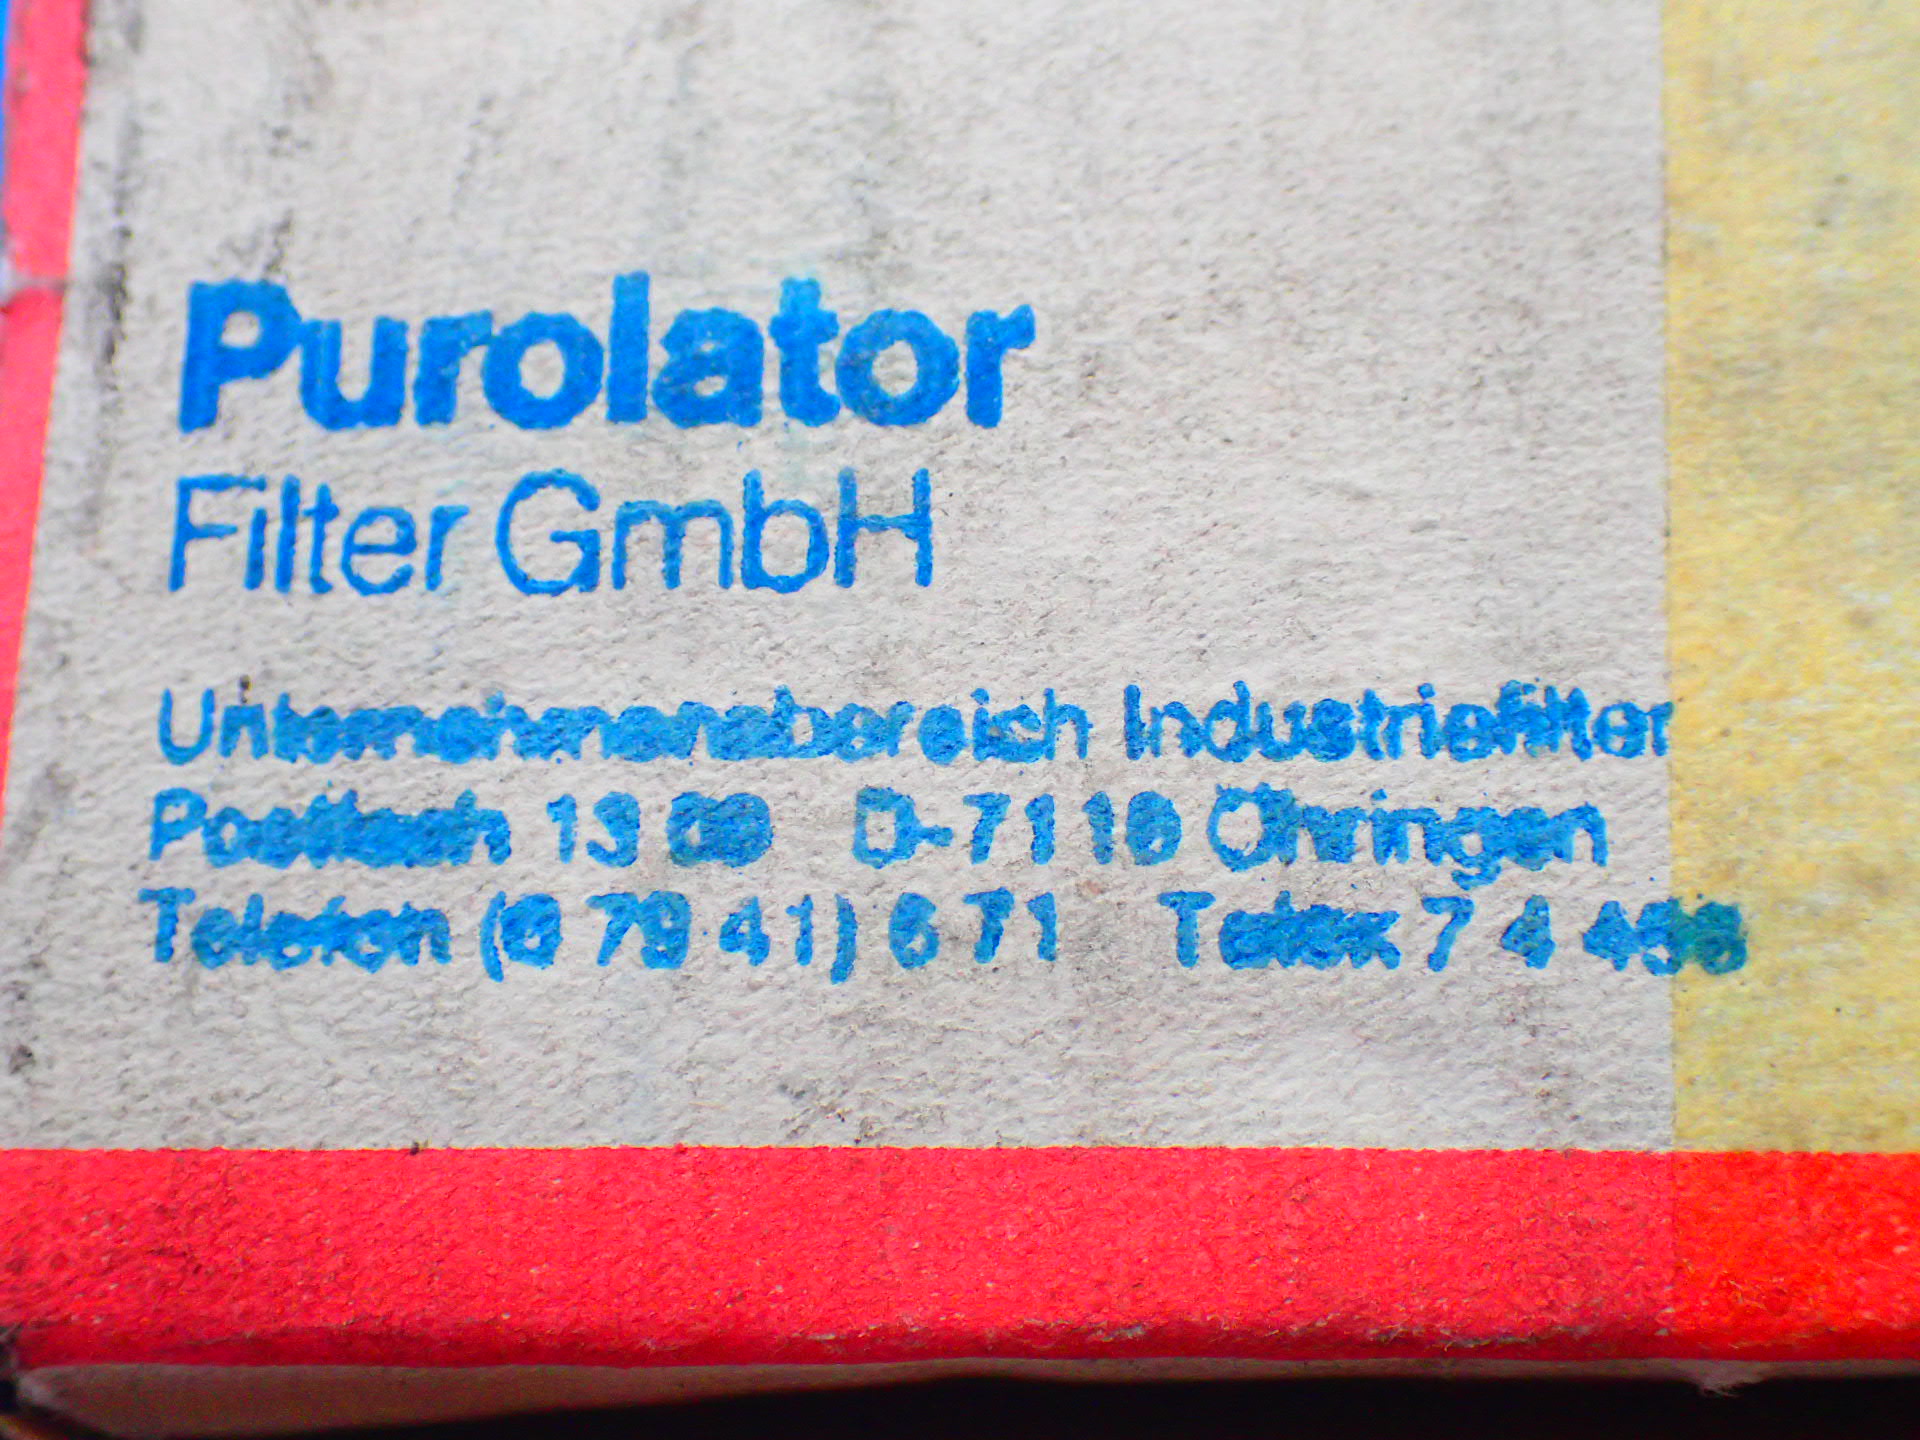 Purolator
Filter GmbH
Unternehmensbereich Industriefilter
Postfach 13 09 D-7110 Öhringen
Telefon (0 79 41) 6 71 Telex 7 4 456